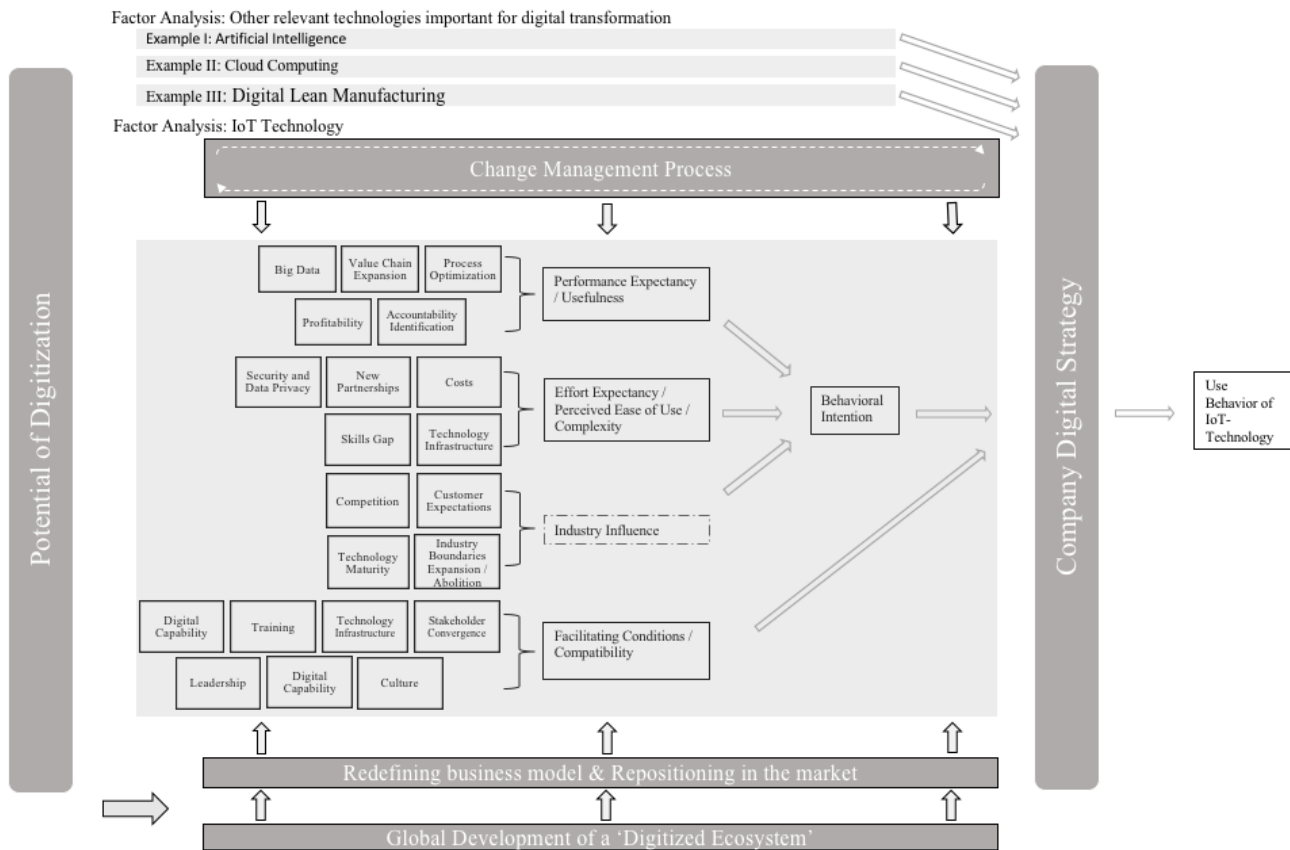 Factor Analysis: Other relevant technologies important for digital transformation
Example I: Artificial Intelligence
Example II: Cloud Computing
Example III: Digital Lean Manufacturing
Factor Analysis: IoT Technology
Change Management Process
Potential of Digitization
Big Data
Value Chain
Expansion
Process
Optimization
Profitability
Accountability
Identification
Performance Expectancy
/ Usefulness
Security and
Data Privacy
New
Partnerships
Costs
Skills Gap
Technology
Infrastructure
Effort Expectancy /
Perceived Ease of Use /
Complexity
Competition
Customer
Expectations
Technology
Maturity
Industry
Boundaries
Expansion /
Abolition
Industry Influence
Digital
Capability
Training
Technology
Infrastructure
Stakeholder
Convergence
Leadership
Digital
Capability
Culture
Facilitating Conditions /
Compatibility
Behavioral
Intention
Company Digital Strategy
Use
Behavior of
IoT-
Technology
Redefining business model & Repositioning in the market
Global Development of a ‘Digitized Ecosystem’